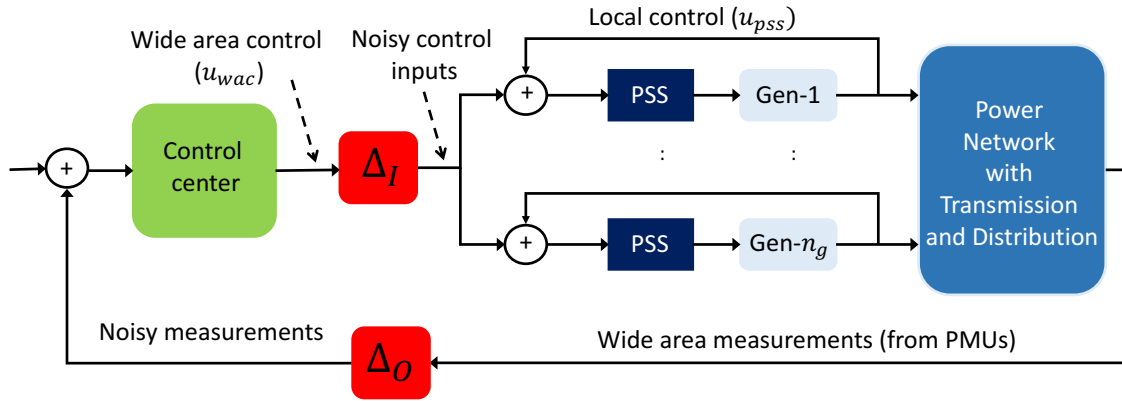 Local control (u_pss)
Wide area control
(u_wac)
Noisy control
inputs
+
PSS
Gen-1
Control
center
+
Δ_I
:
:
Power
Network
with
Transmission
and Distribution
+
PSS
Gen-n_g
Noisy measurements
Δ_O
Wide area measurements (from PMUs)